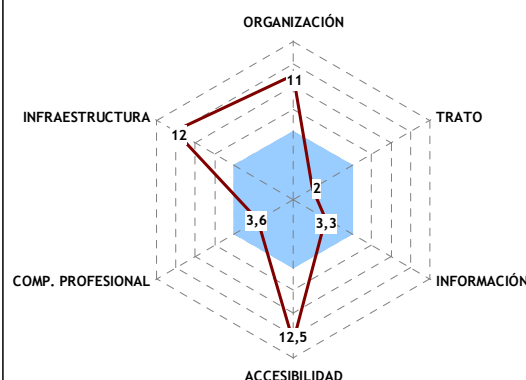 ORGANIZACIÓN
11
INFRAESTRUCTURA
TRATO
12
2
3,6
3,3
COMP. PROFESIONAL
INFORMACIÓN
12,5
ACCESIBILIDAD